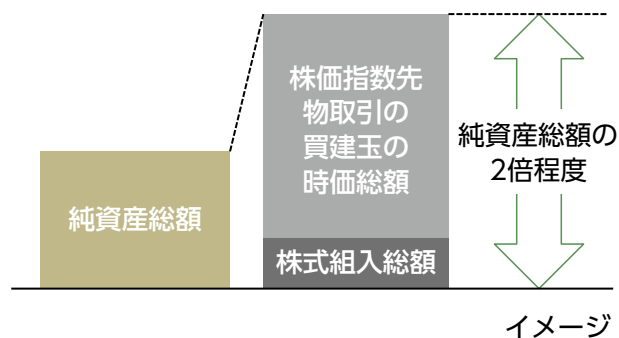 純資産総額
株価指数先
物取引の
買建玉の
時価総額
株式組入総額
純資産総額の
2倍程度
イメージ